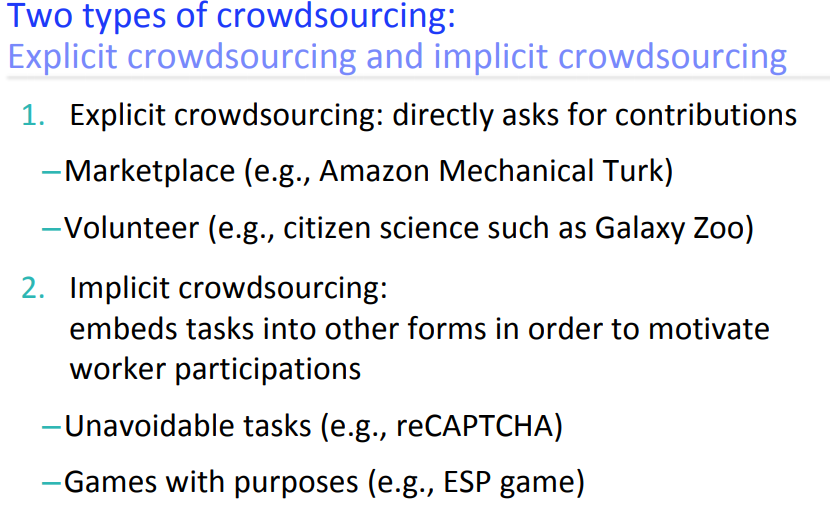 Two types of crowdsourcing:
Explicit crowdsourcing and implicit crowdsourcing
1. Explicit crowdsourcing: directly asks for contributions
–Marketplace (e.g., Amazon Mechanical Turk)
–Volunteer (e.g., citizen science such as Galaxy Zoo)
2. Implicit crowdsourcing:
embeds tasks into other forms in order to motivate
worker participations
–Unavoidable tasks (e.g., reCAPTCHA)
–Games with purposes (e.g., ESP game)